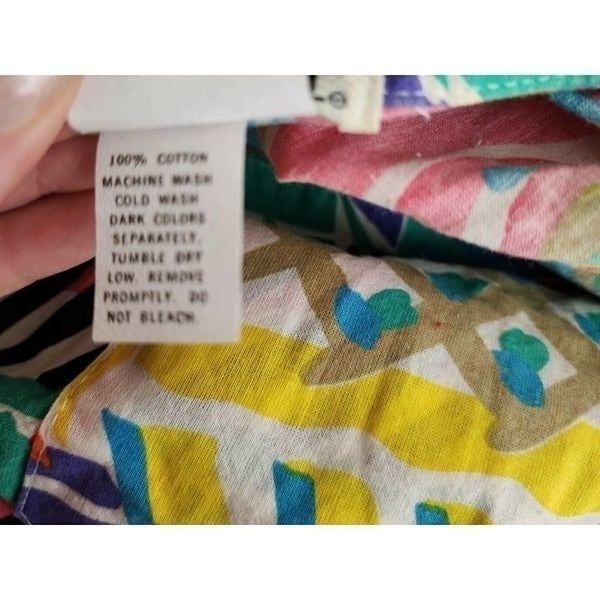 100% COTTON
MACHINE WASH
COLD WASH
DARK COLORS
SEPARATELY.
TUMBLE DRY
LOW. REMOVE
PROMPTLY. DO
NOT BLEACH.